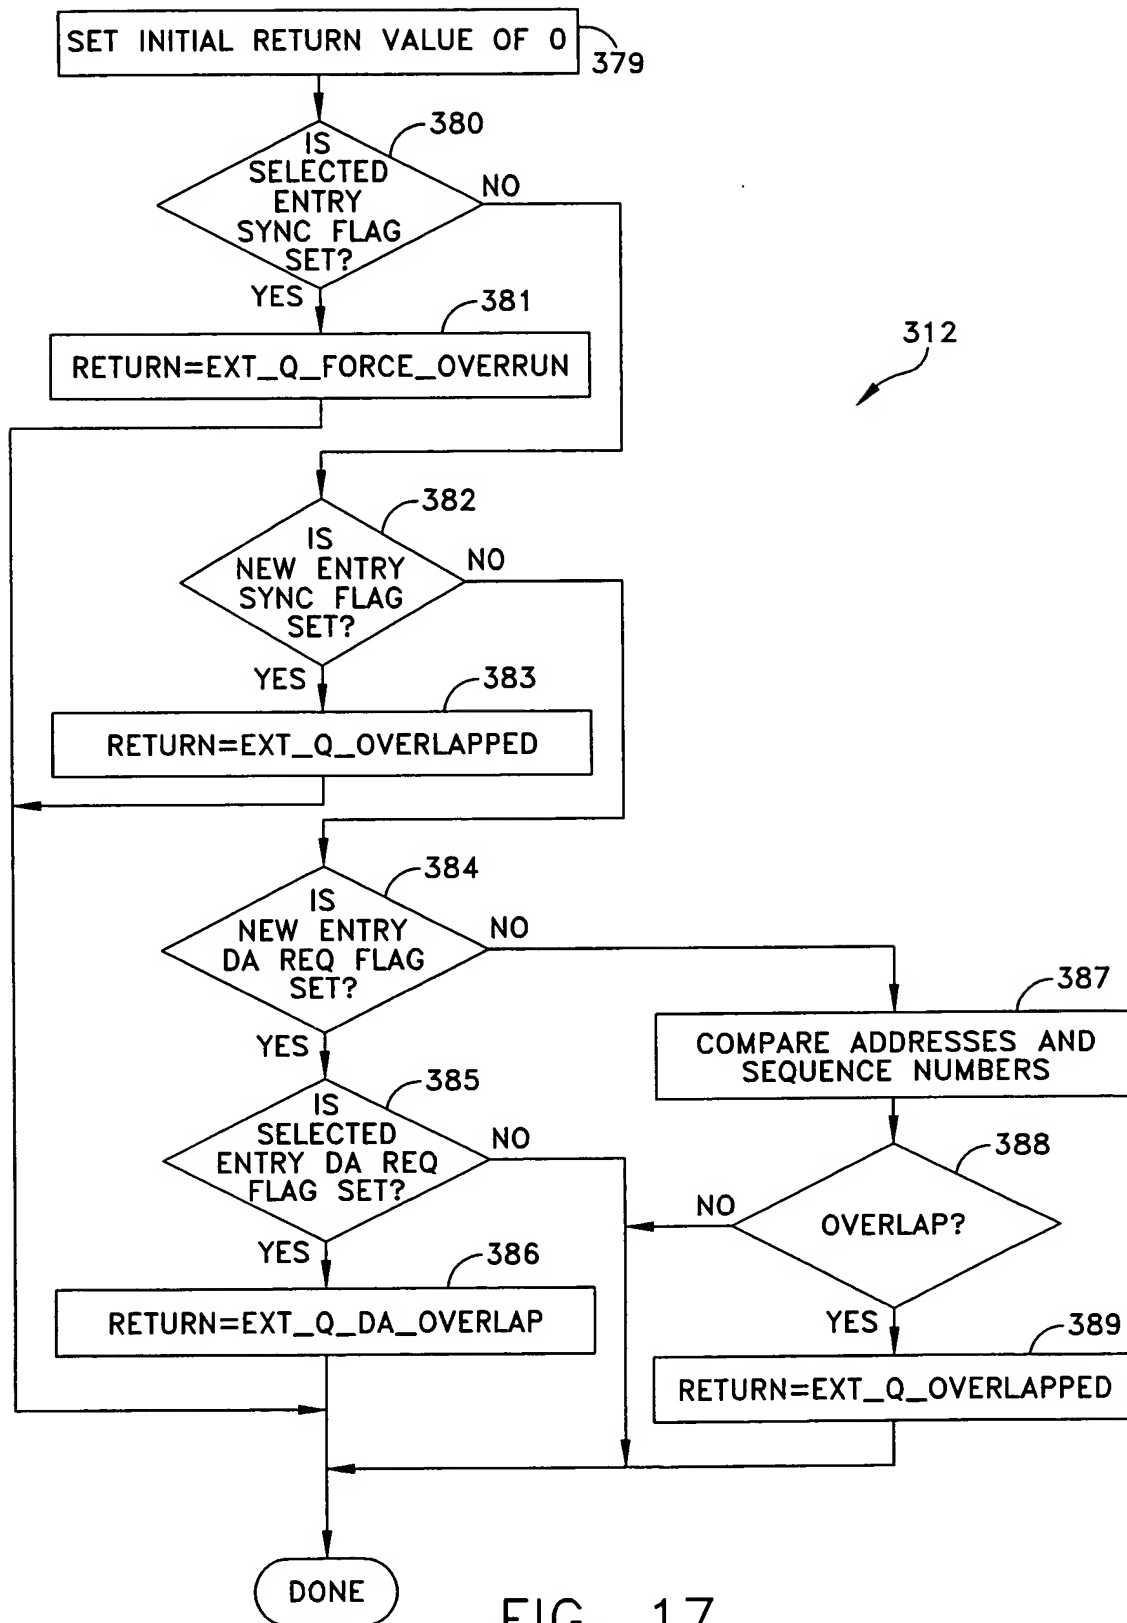 SET INITIAL RETURN VALUE OF 0
379
380
IS
SELECTED
ENTRY
SYNC FLAG
SET?
NO
YES
381
RETURN=EXT_Q_FORCE_OVERRUN
312
382
IS
NEW ENTRY
SYNC FLAG
SET?
NO
YES
383
RETURN=EXT_Q_OVERLAPPED
384
IS
NEW ENTRY
DA REQ FLAG
SET?
NO
YES
387
COMPARE ADDRESSES AND
SEQUENCE NUMBERS
385
IS
SELECTED
ENTRY DA REQ
FLAG SET?
NO
YES
388
OVERLAP?
NO
YES
386
RETURN=EXT_Q_DA_OVERLAP
389
RETURN=EXT_Q_OVERLAPPED
DONE
FIG. 17